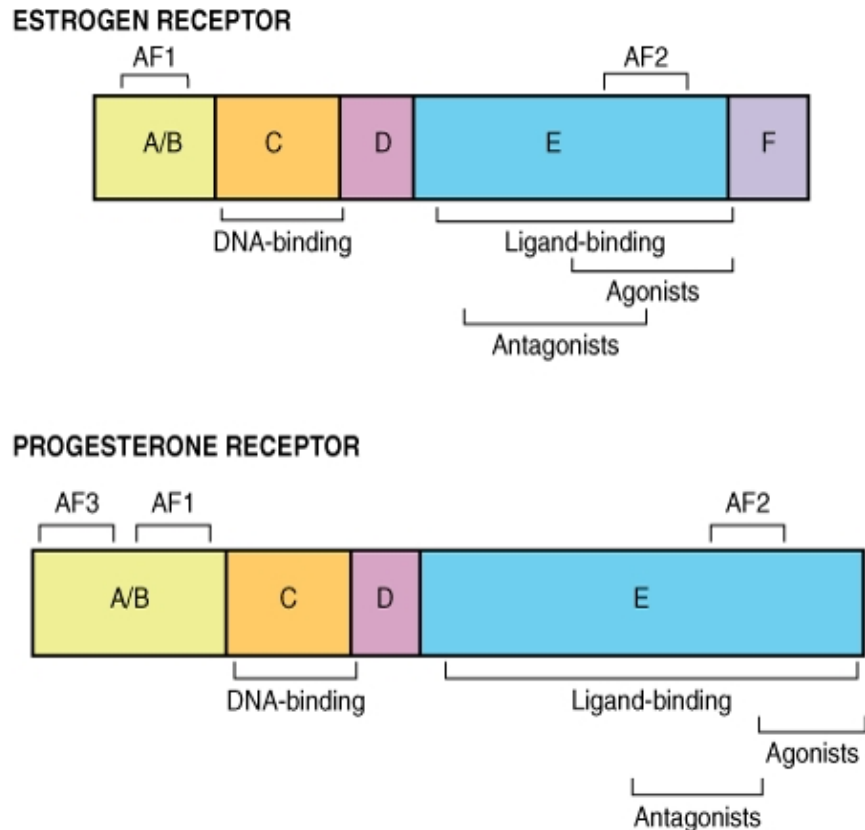 ESTROGEN RECEPTOR
AF1 AF2
A/B C D E F
DNA-binding Ligand-binding
Agonists
Antagonists
PROGESTERONE RECEPTOR
AF3 AF1 AF2
A/B C D E
DNA-binding Ligand-binding
Agonists
Antagonists